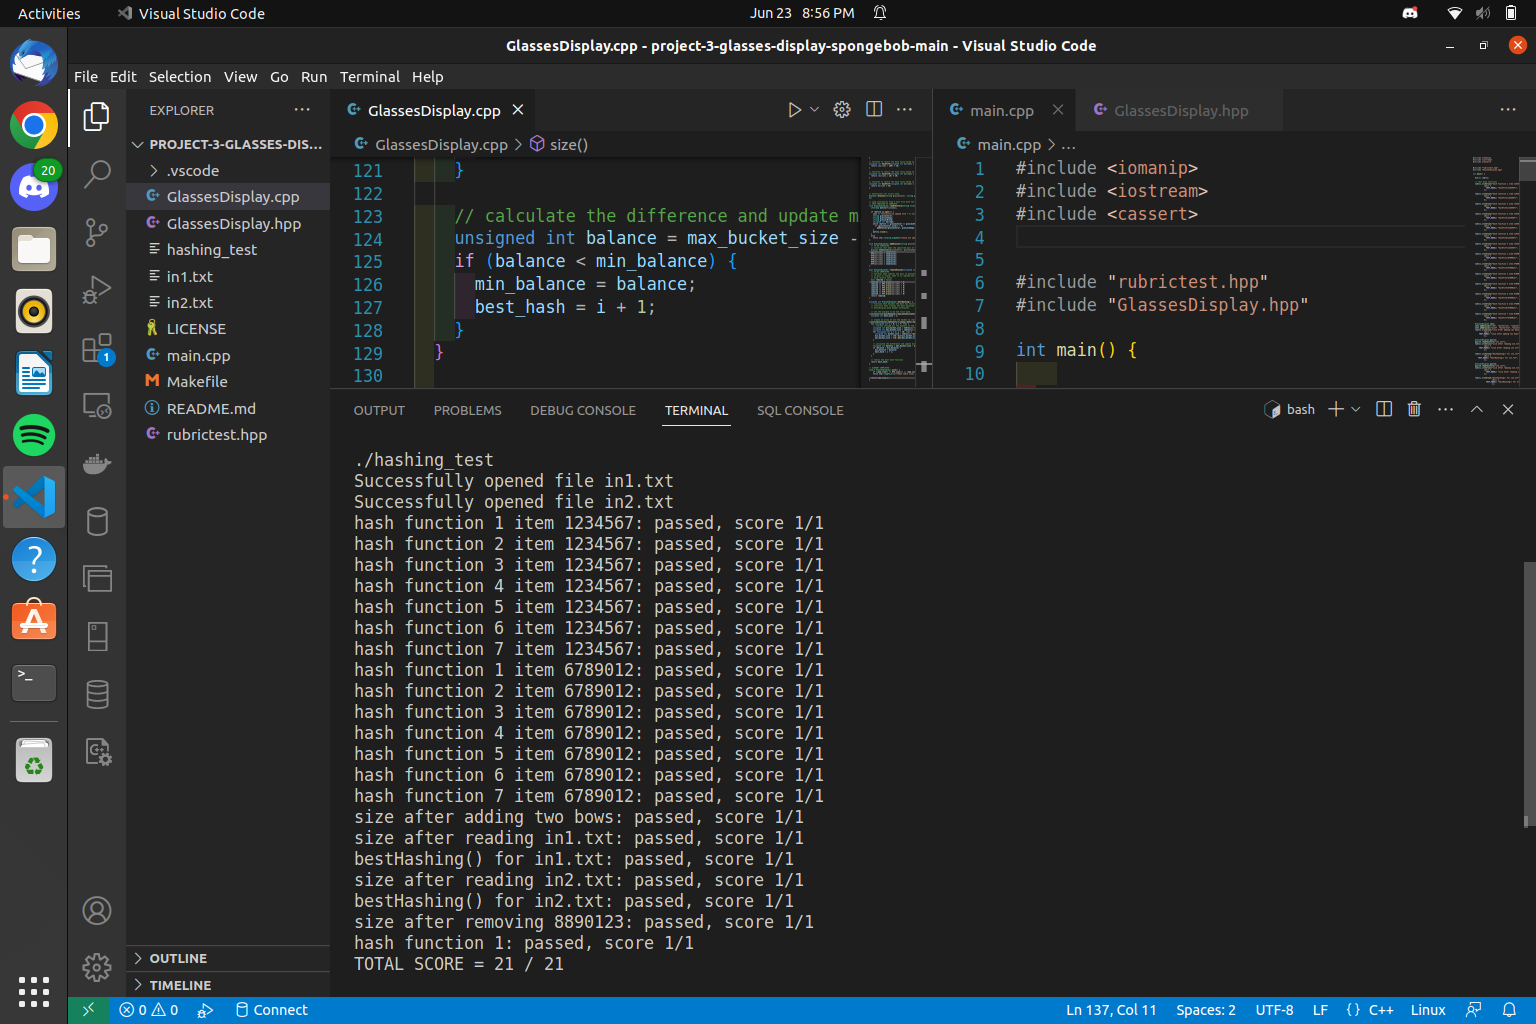 Activities
Visual Studio Code
Jun 23 8:56 PM
GlassesDisplay.cpp - project-3-glasses-display-spongebob-main - Visual Studio Code
File Edit Selection View Go Run Terminal Help
20
EXPLORER
PROJECT-3-GLASSES-DIS...
.vscode
GlassesDisplay.cpp
GlassesDisplay.hpp
hashing_test
in1.txt
in2.txt
LICENSE
main.cpp
Makefile
README.md
rubrictest.hpp
1
OUTLINE
TIMELINE
GlassesDisplay.cpp
GlassesDisplay.cpp > size()
121 }
122
123 // calculate the difference and update m
124 unsigned int balance = max_bucket_size -
125 if (balance < min_balance) {
126 min_balance = balance;
127 best_hash = i + 1;
128 }
129 }
130
main.cpp
GlassesDisplay.hpp
main.cpp > ...
1 #include <iomanip>
2 #include <iostream>
3 #include <cassert>
4
5
6 #include "rubrictest.hpp"
7 #include "GlassesDisplay.hpp"
8
9 int main() {
10
OUTPUT PROBLEMS DEBUG CONSOLE TERMINAL SQL CONSOLE
bash
./hashing_test
Successfully opened file in1.txt
Successfully opened file in2.txt
hash function 1 item 1234567: passed, score 1/1
hash function 2 item 1234567: passed, score 1/1
hash function 3 item 1234567: passed, score 1/1
hash function 4 item 1234567: passed, score 1/1
hash function 5 item 1234567: passed, score 1/1
hash function 6 item 1234567: passed, score 1/1
hash function 7 item 1234567: passed, score 1/1
hash function 1 item 6789012: passed, score 1/1
hash function 2 item 6789012: passed, score 1/1
hash function 3 item 6789012: passed, score 1/1
hash function 4 item 6789012: passed, score 1/1
hash function 5 item 6789012: passed, score 1/1
hash function 6 item 6789012: passed, score 1/1
hash function 7 item 6789012: passed, score 1/1
size after adding two bows: passed, score 1/1
size after reading in1.txt: passed, score 1/1
bestHashing() for in1.txt: passed, score 1/1
size after reading in2.txt: passed, score 1/1
bestHashing() for in2.txt: passed, score 1/1
size after removing 8890123: passed, score 1/1
hash function 1: passed, score 1/1
TOTAL SCORE = 21 / 21
0 0 Connect
Ln 137, Col 11 Spaces: 2 UTF-8 LF {} C++ Linux